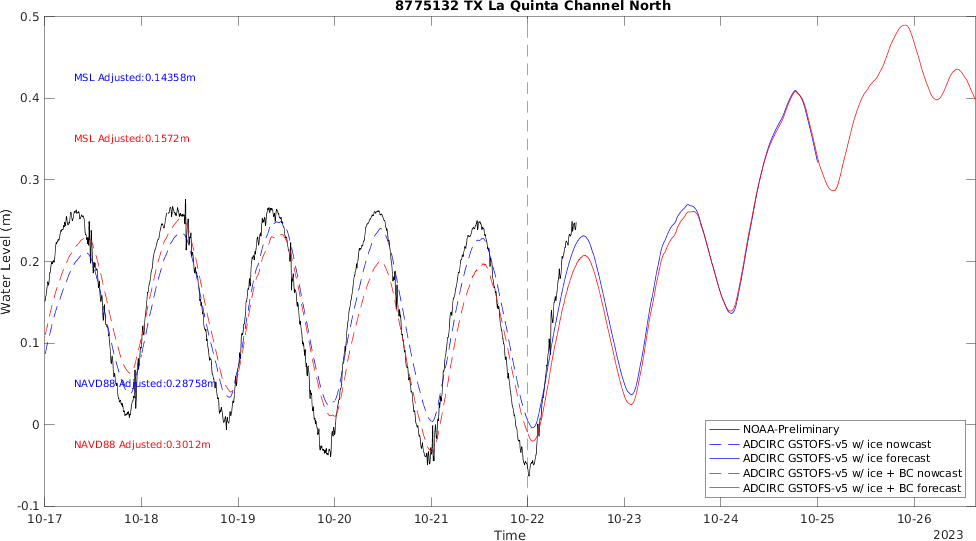 8775132 TX La Quinta Channel North
0.5
0.4
0.3
0.2
0.1
0
-0.1
Water Level (m)
MSL Adjusted:0.14358m
MSL Adjusted:0.1572m
NAVD88 Adjusted:0.28758m
NAVD88 Adjusted:0.3012m
NOAA-Preliminary
ADCIRC GSTOFS-v5 w/ ice nowcast
ADCIRC GSTOFS-v5 w/ ice forecast
ADCIRC GSTOFS-v5 w/ice + BC nowcast
ADCIRC GSTOFS-v5 w/ice + BC forecast
10-17 10-18 10-19 10-20 10-21 10-22 10-23 10-24 10-25 10-26
Time
2023